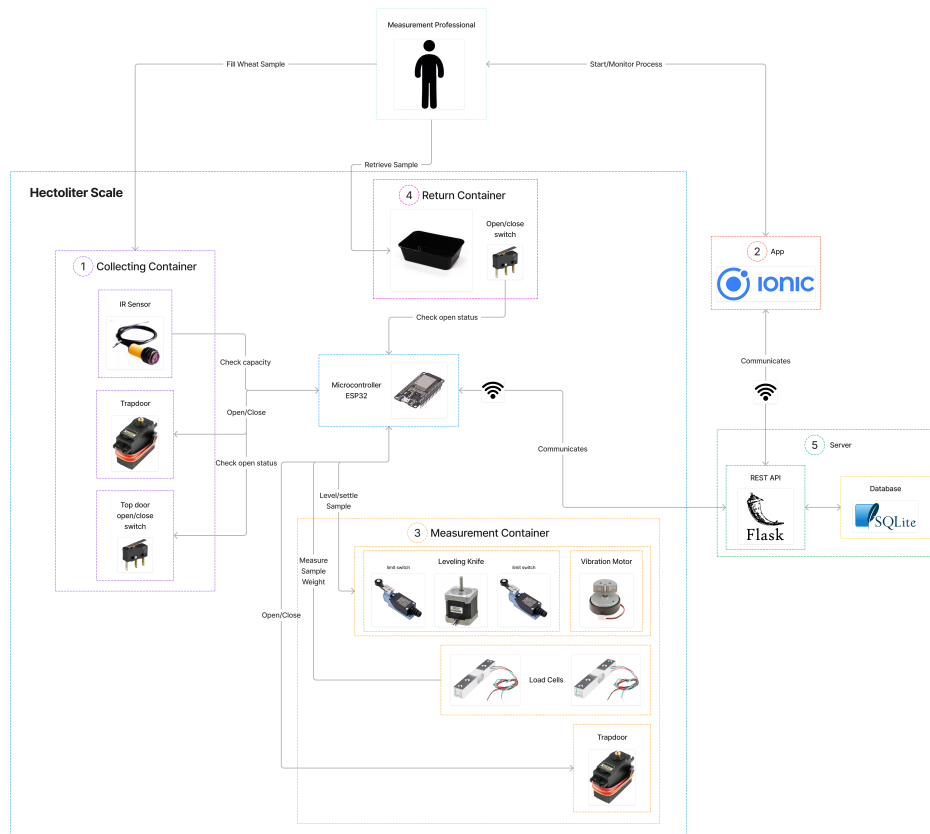 Measurement Professional
Fill Wheat Sample
Start/Monitor Process
Retrieve Sample
Hectoliter Scale
4 Return Container
Open/close
switch
1 Collecting Container
2 App
IONIC
IR Sensor
Check open status
Check capacity
Microcontroller
ESP32
Communicates
Trapdoor
Open/Close
Communicates
5 Server
Check open status
REST API
Flask
Database
SQLite
Top door
open/close
switch
Level/settle
Sample
3 Measurement Container
Measure
Sample
Weight
limit switch
Leveling Knife
limit switch
Vibration Motor
Open/Close
Load Cells
Trapdoor